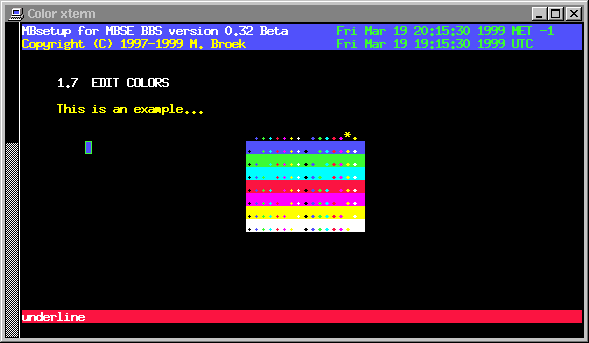 Color xterm
MBsetup for MBSE BBS version 0.32 Beta Fri Mar 19 20:15:30 1999 MET -1
Copyright (C) 1997-1999 M. Broek Fri Mar 19 19:15:30 1999 UTC
1.7 EDIT COLORS
This is an example...
*
underline